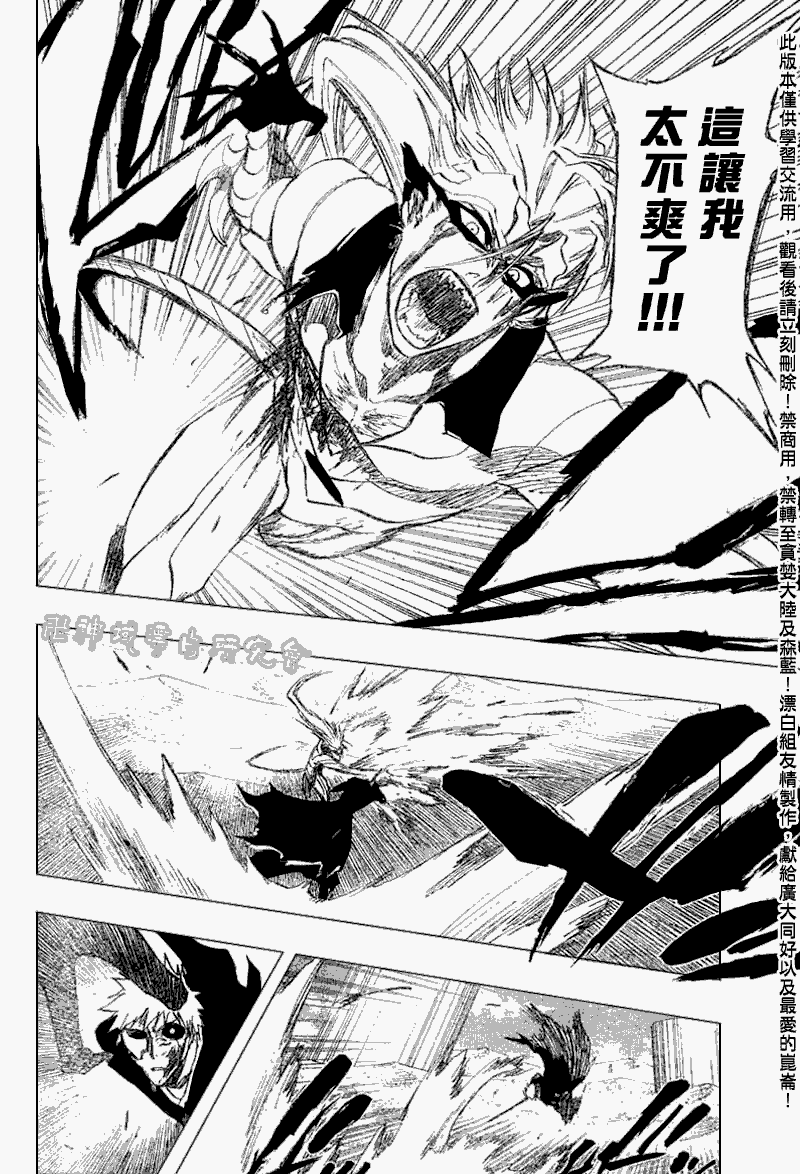 這讓我
太不爽了!!!
此版本僅供學習交流用，觀看後請立刻刪除！禁商用，禁轉至貪婪大陸及森藍！漂白組友情製作，獻給廣大同好以及最愛的崑崙！